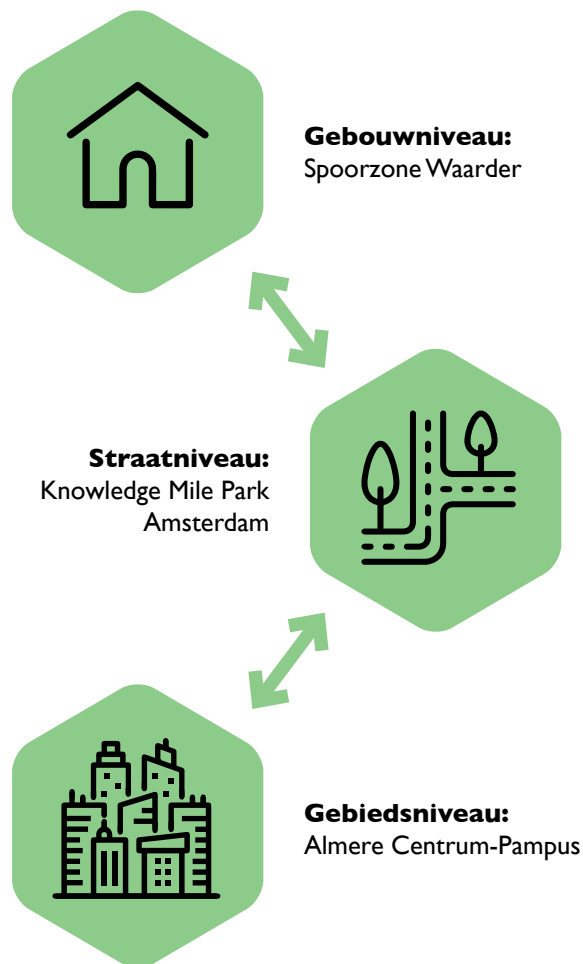 Gebouwniveau:
Spoorzone Waarder
Straatniveau:
Knowledge Mile Park
Amsterdam
Gebiedsniveau:
Almere Centrum-Pampus